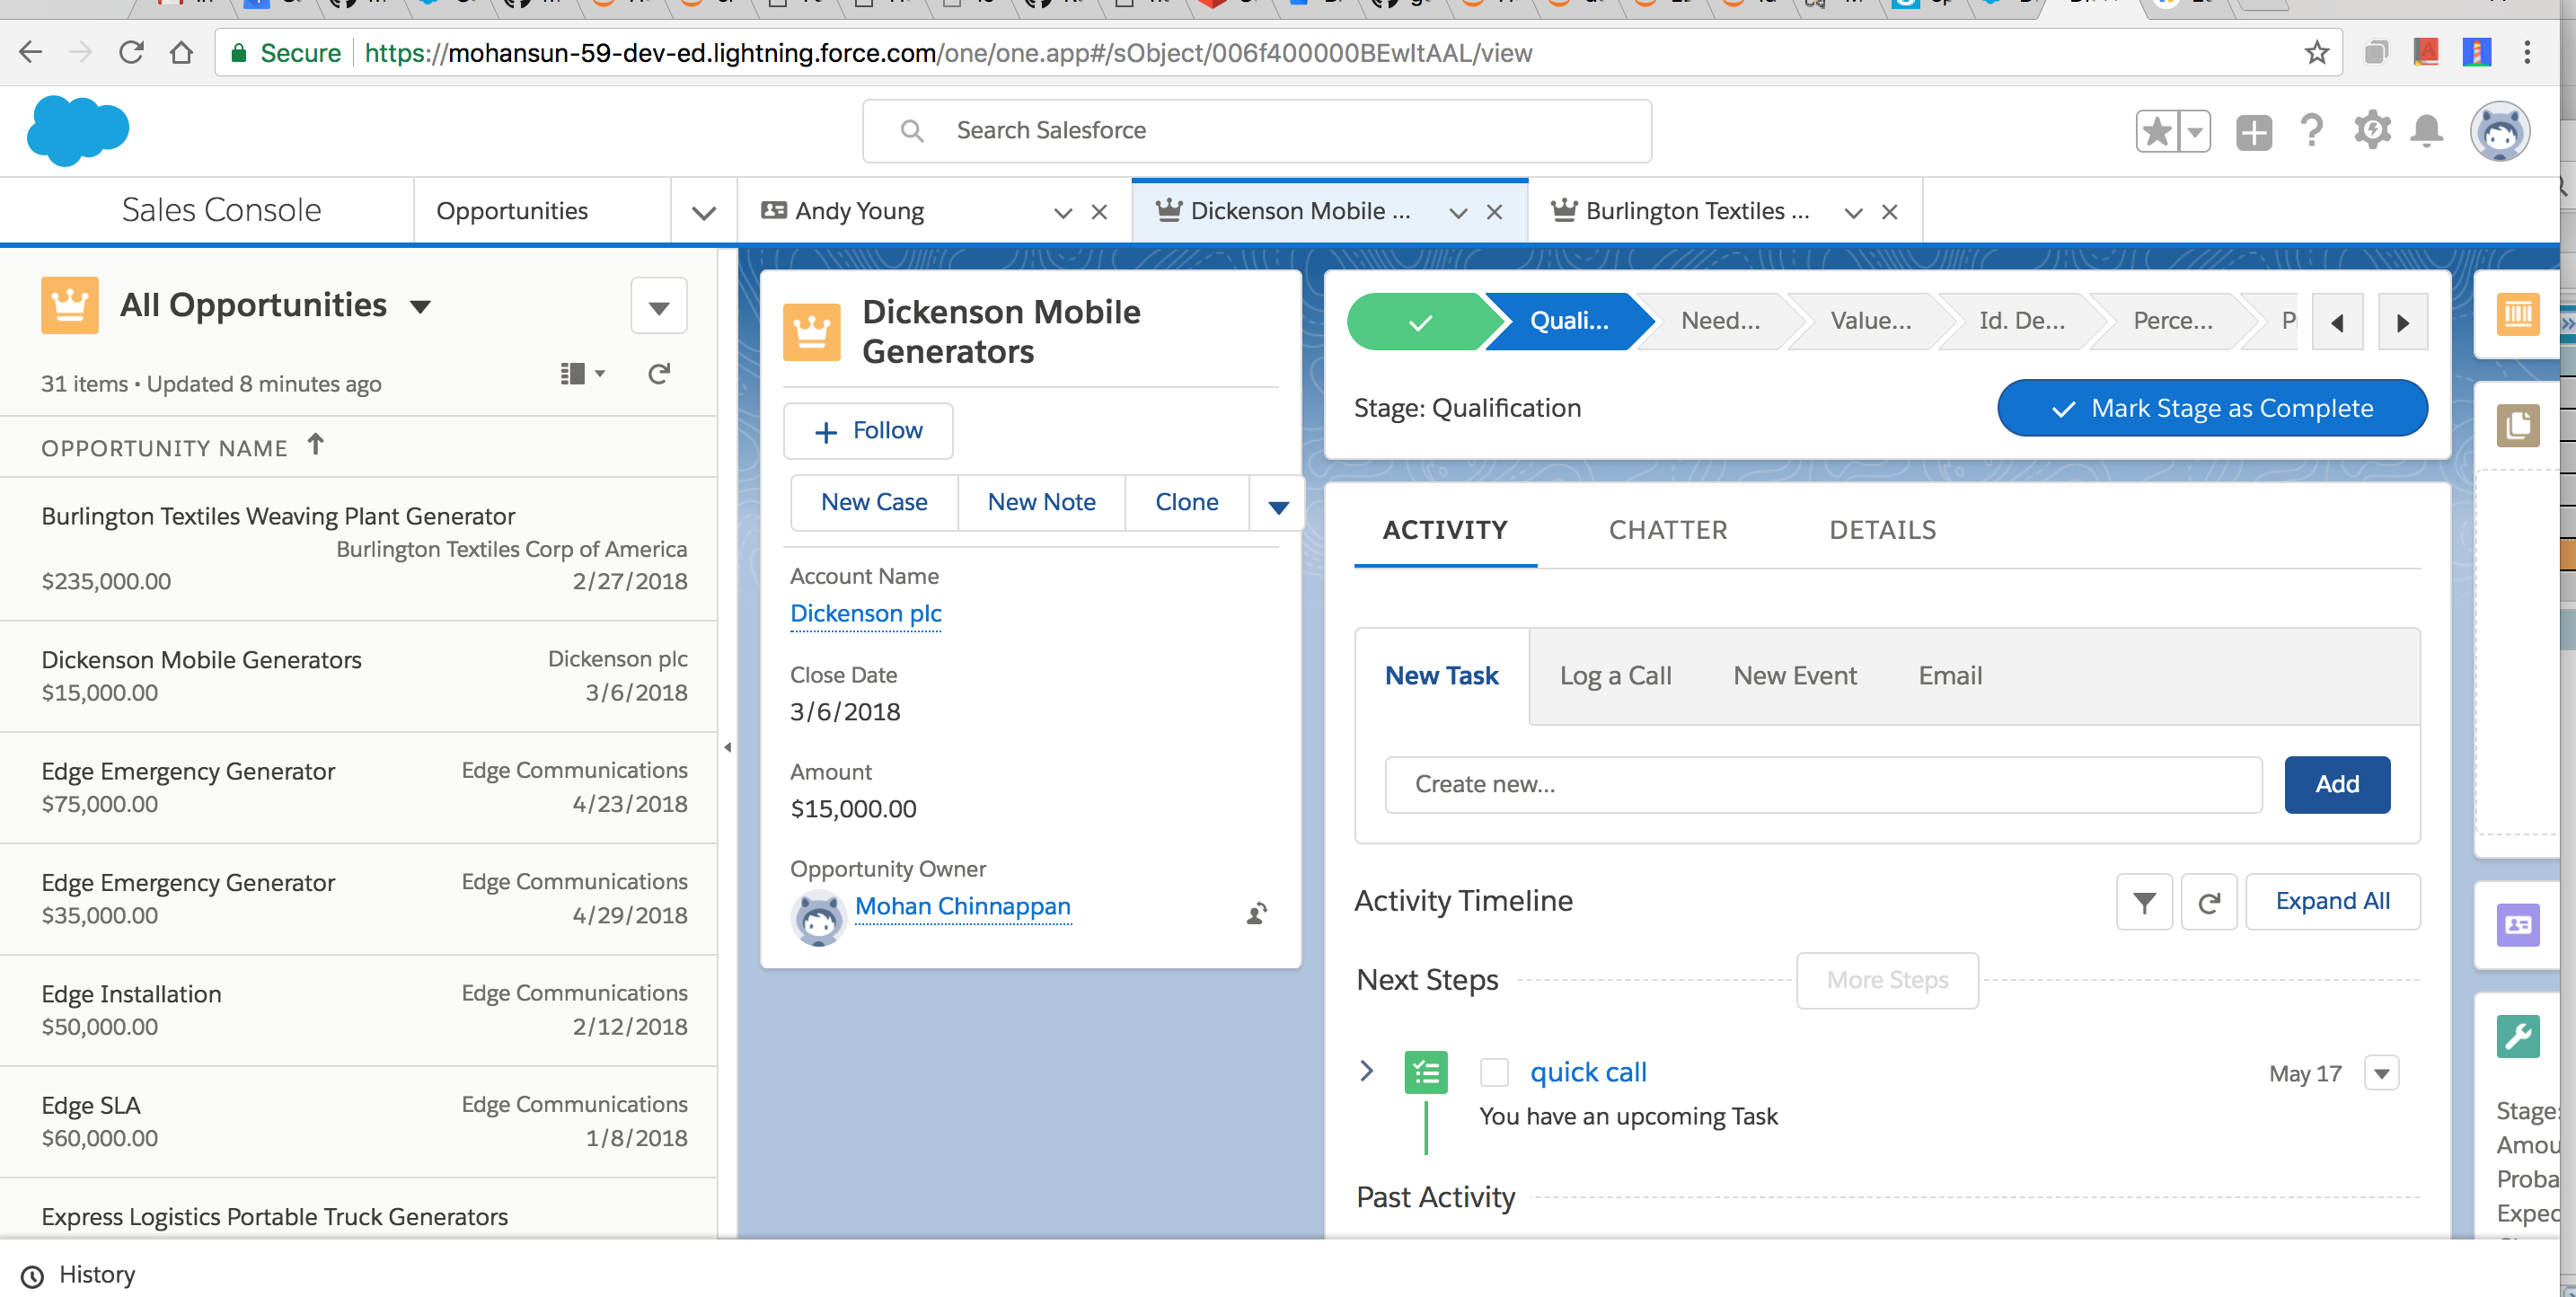 Secure https://mohansun-59-dev-ed.lightning.force.com/one/one.app#/sObject/006f400000BEwItAAL/view
Search Salesforce
Sales Console
Opportunities
Andy Young
Dickenson Mobile ...
Burlington Textiles ...
All Opportunities
31 items • Updated 8 minutes ago
OPPORTUNITY NAME
Burlington Textiles Weaving Plant Generator
Burlington Textiles Corp of America
$235,000.00 2/27/2018
Dickenson Mobile Generators Dickenson plc
$15,000.00 3/6/2018
Edge Emergency Generator Edge Communications
$75,000.00 4/23/2018
Edge Emergency Generator Edge Communications
$35,000.00 4/29/2018
Edge Installation Edge Communications
$50,000.00 2/12/2018
Edge SLA Edge Communications
$60,000.00 1/8/2018
Express Logistics Portable Truck Generators
Dickenson Mobile
Generators
Follow
New Case New Note Clone
Account Name
Dickenson plc
Close Date
3/6/2018
Amount
$15,000.00
Opportunity Owner
Mohan Chinnappan
Quali... Need... Value... Id. De... Perce... P
Stage: Qualification
Mark Stage as Complete
ACTIVITY CHATTER DETAILS
New Task Log a Call New Event Email
Create new...
Add
Activity Timeline
Expand All
Next Steps
More Steps
quick call May 17
You have an upcoming Task
Past Activity
Stage:
Amou
Proba
Expec
History